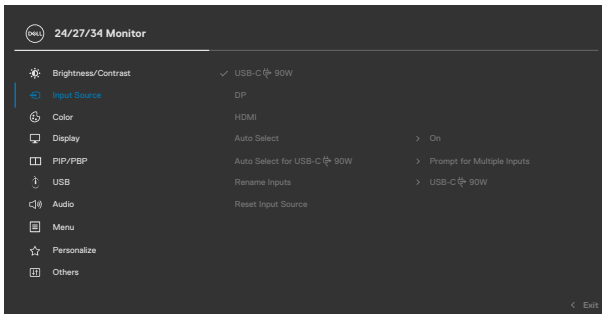 DELL 24/27/34 Monitor
Brightness/Contrast USB-C 90W
Input Source DP
Color HDMI
Display Auto Select On
PIP/PBP Auto Select for USB-C 90W Prompt for Multiple Inputs
USB Rename Inputs USB-C 90W
Audio Reset Input Source
Menu
Personalize
Others
Exit